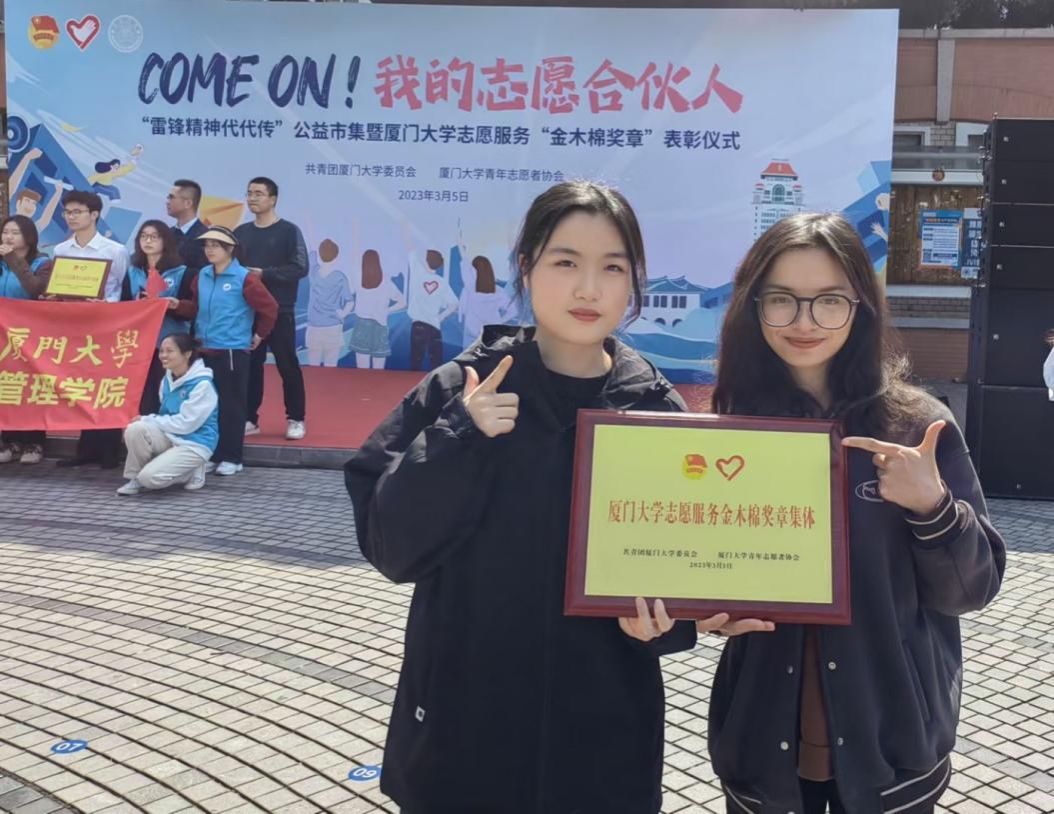 COME ON! 我的志愿合伙人
“雷锋精神代代传”公益市集暨厦门大学志愿服务“金木棉奖章”表彰仪式
共青团厦门大学委员会 厦门大学青年志愿者协会
2023年3月5日
厦門大學
管理学院
厦门大学志愿服务金木棉奖章集体
共青团厦门大学委员会 厦门大学青年志愿者协会
2023年3月5日
07
09